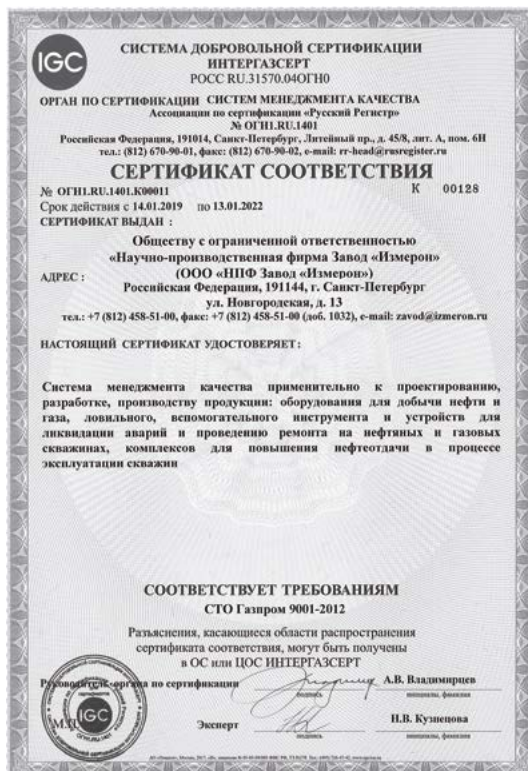 IGC
СИСТЕМА ДОБРОВОЛЬНОЙ СЕРТИФИКАЦИИ
ИНТЕРГАЗСЕРТ
РОСС RU.31570.04ОГН0
ОРГАН ПО СЕРТИФИКАЦИИ СИСТЕМ МЕНЕДЖМЕНТА КАЧЕСТВА
Ассоциации по сертификации «Русский Регистр»
№ ОГН1.RU.1401
Российская Федерация, 191014, Санкт-Петербург, Литейный пр., д. 45/8, лит. А, пом. 6Н
тел.: (812) 670-90-01, факс: (812) 670-90-02, e-mail: rr-head@rusregister.ru
СЕРТИФИКАТ СООТВЕТСТВИЯ
№ ОГН1.RU.1401.К00011 К 00128
Срок действия с 14.01.2019 по 13.01.2022
СЕРТИФИКАТ ВЫДАН :
Обществу с ограниченной ответственностью
«Научно-производственная фирма Завод «Измерон»
(ООО «НПФ Завод «Измерон»)
АДРЕС :
Российская Федерация, 191144, г. Санкт-Петербург
ул. Новгородская, д. 13
тел.: +7 (812) 458-51-00, факс: +7 (812) 458-51-00 (доб. 1032), e-mail: zavod@izmeron.ru
НАСТОЯЩИЙ СЕРТИФИКАТ УДОСТОВЕРЯЕТ :
Система менеджмента качества применительно к проектированию,
разработке, производству продукции: оборудования для добычи нефти и
газа, ловильного, вспомогательного инструмента и устройств для
ликвидации аварий и проведению ремонта на нефтяных и газовых
скважинах, комплексов для повышения нефтеотдачи в процессе
эксплуатации скважин
СООТВЕТСТВУЕТ ТРЕБОВАНИЯМ
СТО Газпром 9001-2012
Разъяснения, касающиеся области распространения
сертификата соответствия, могут быть получены
в ОС или ЦОС ИНТЕРГАЗСЕРТ
Руководитель органа по сертификации А.В. Владимирцев
подпись инициалы, фамилия
М.П. IGC
Эксперт Н.В. Кузнецова
подпись инициалы, фамилия